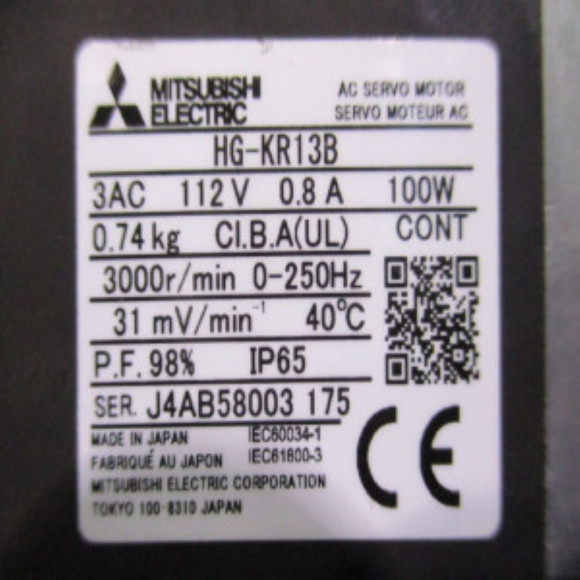 MITSUBISHI ELECTRIC
AC SERVO MOTOR
SERVO MOTEUR AC
HG-KR13B
3AC 112V 0.8A 100W
0.74kg CI.B.A(UL) CONT
3000r/min 0-250Hz
31 mV/min⁻¹ 40°C
P.F. 98% IP65
SER. J4AB58003 175
MADE IN JAPAN IEC60034-1
FABRIQUÉ AU JAPON IEC61800-3
MITSUBISHI ELECTRIC CORPORATION
TOKYO 100-8310 JAPAN
CE